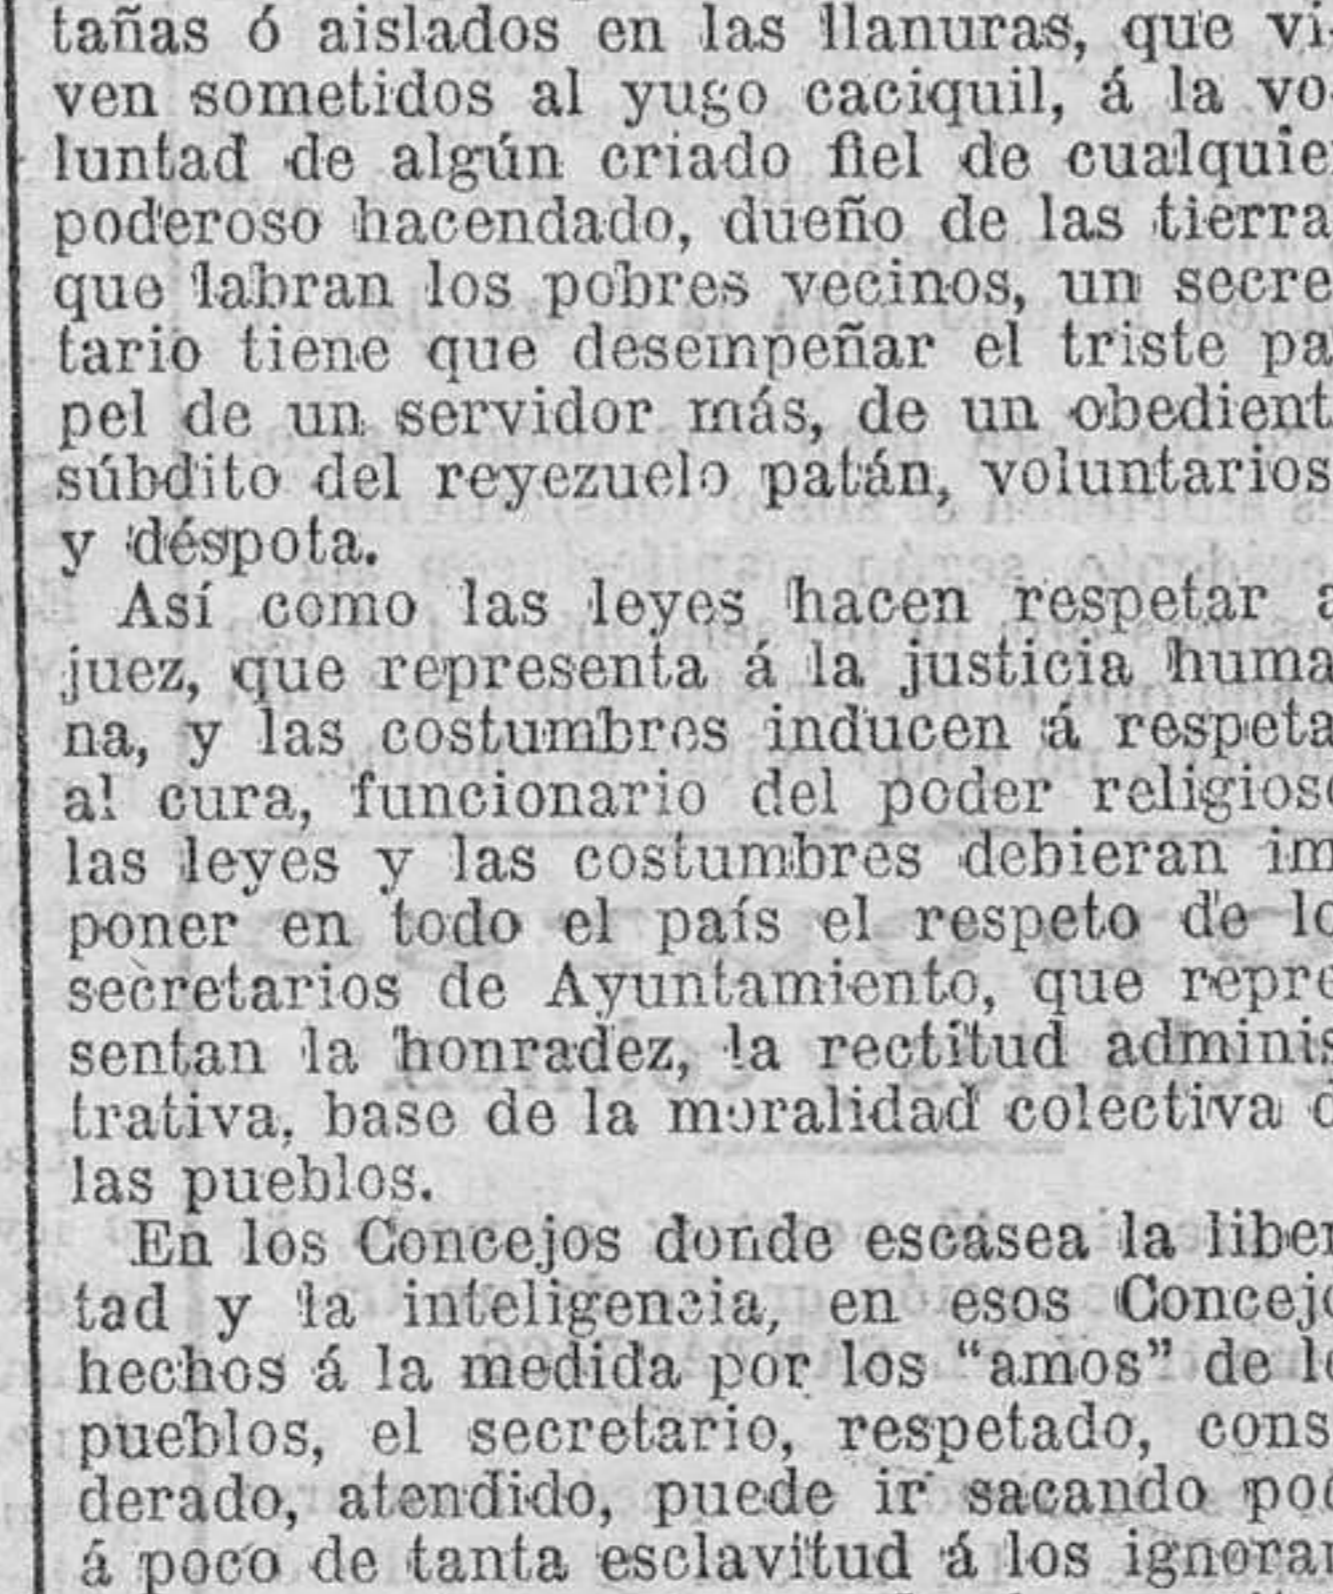 tañas ó aislados en las llanuras, que vi-
ven sometidos al yugo caciquil, á la vo-
luntad de algún criado fiel de cualquier
poderoso hacendado, dueño de las tierra
que labran los pobres vecinos, un secre
tario tiene que desempeñar el triste pa
pel de un servidor más, de un obedient
súbdito del reyezuelo patán, voluntarios
y déspota.
Así como las leyes hacen respetar a
juez, que representa á la justicia huma
na, y las costumbres inducen á respeta
al cura, funcionario del poder religioso
las leyes y las costumbres debieran im
poner en todo el país el respeto de lo
secretarios de Ayuntamiento, que repre
sentan la honradez, la rectitud adminis
trativa, base de la moralidad colectiva d
las pueblos.
En los Concejos donde escasea la liber
tad y la inteligencia, en esos Concejo
hechos á la medida por los “amos” de lo
pueblos, el secretario, respetado, cons
derado, atendido, puede ir sacando poc
á poco de tanta esclavitud á los ignoran